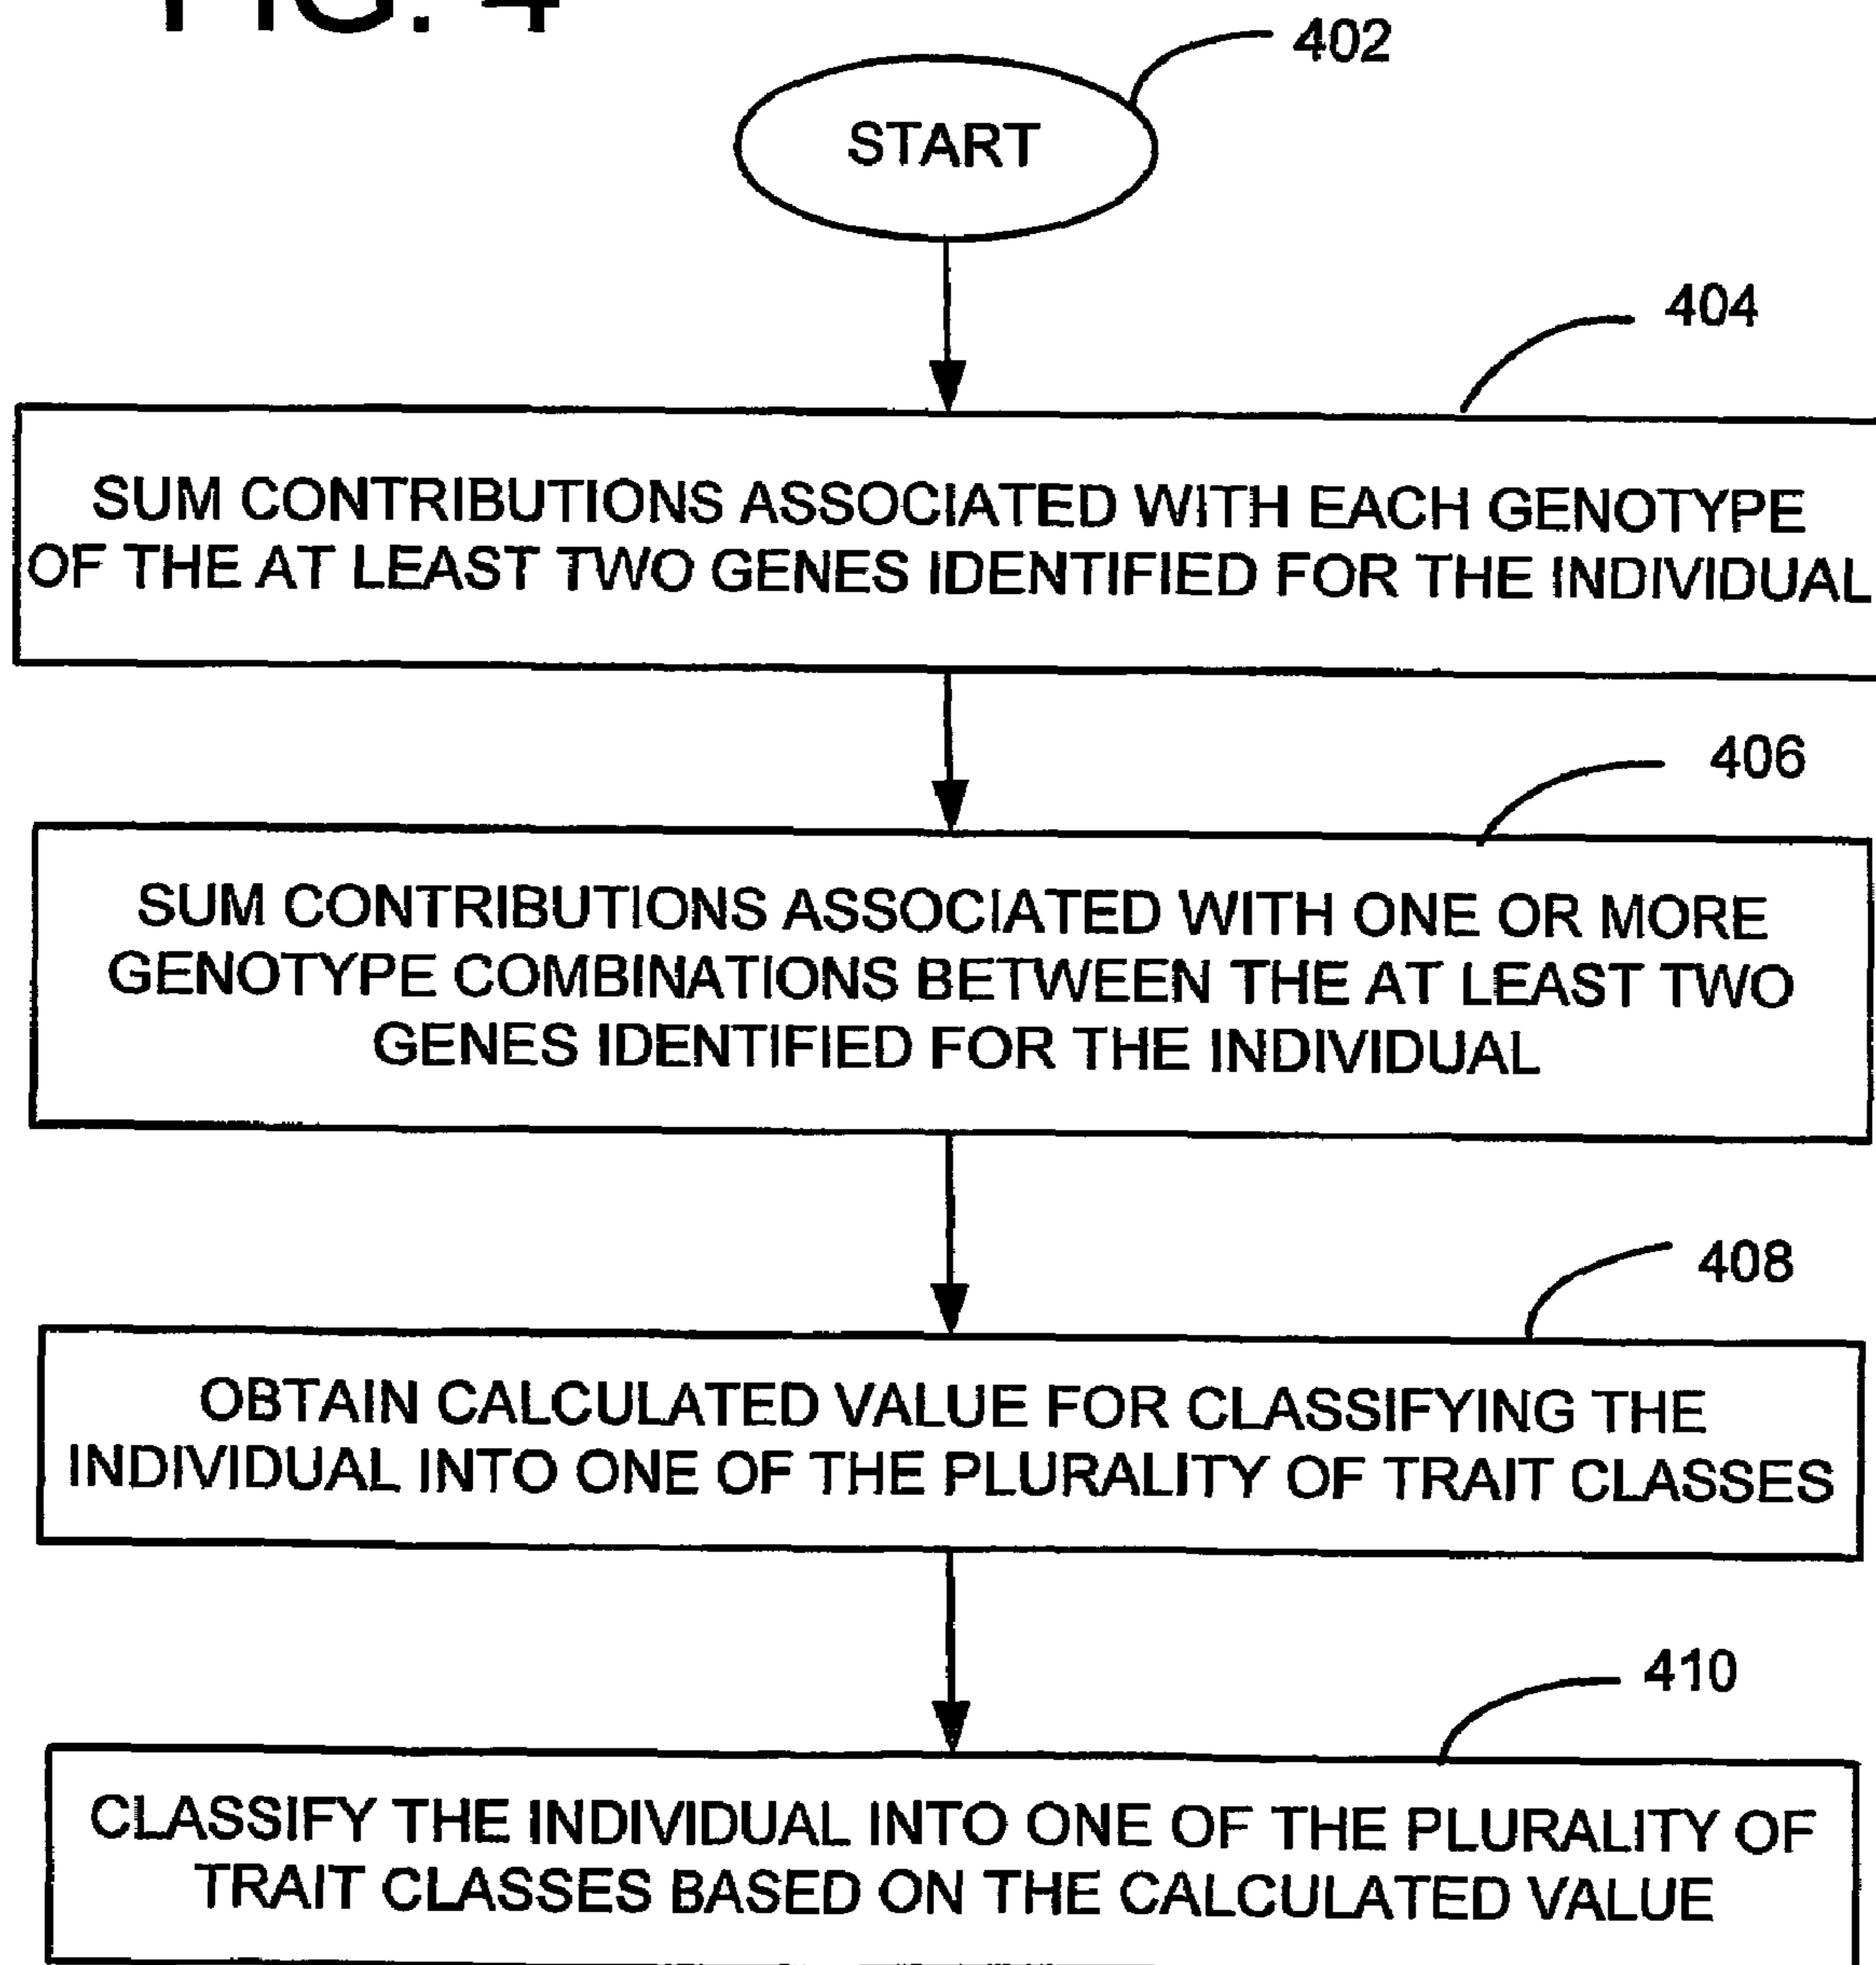 FIG. 4
402
START
404
SUM CONTRIBUTIONS ASSOCIATED WITH EACH GENOTYPE
OF THE AT LEAST TWO GENES IDENTIFIED FOR THE INDIVIDUAL
406
SUM CONTRIBUTIONS ASSOCIATED WITH ONE OR MORE
GENOTYPE COMBINATIONS BETWEEN THE AT LEAST TWO
GENES IDENTIFIED FOR THE INDIVIDUAL
408
OBTAIN CALCULATED VALUE FOR CLASSIFYING THE
INDIVIDUAL INTO ONE OF THE PLURALITY OF TRAIT CLASSES
410
CLASSIFY THE INDIVIDUAL INTO ONE OF THE PLURALITY OF
TRAIT CLASSES BASED ON THE CALCULATED VALUE